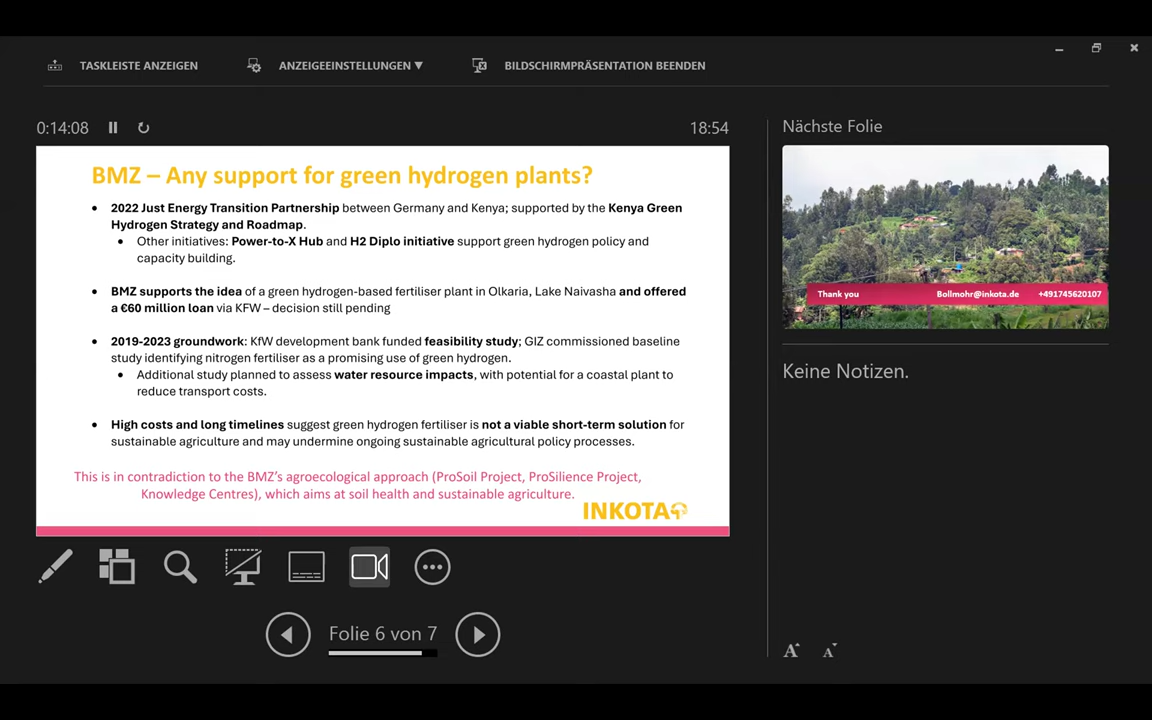 TASKLEISTE ANZEIGEN
ANZEIGEEINSTELLUNGEN ▼
BILDSCHIRMPRÄSENTATION BEENDEN
0:14:08
18:54
BMZ – Any support for green hydrogen plants?
• 2022 Just Energy Transition Partnership between Germany and Kenya; supported by the Kenya Green
Hydrogen Strategy and Roadmap.
• Other initiatives: Power-to-X Hub and H2 Diplo initiative support green hydrogen policy and
capacity building.
• BMZ supports the idea of a green hydrogen-based fertiliser plant in Olkaria, Lake Naivasha and offered
a €60 million loan via KFW – decision still pending
• 2019-2023 groundwork: KfW development bank funded feasibility study; GIZ commissioned baseline
study identifying nitrogen fertiliser as a promising use of green hydrogen.
• Additional study planned to assess water resource impacts, with potential for a coastal plant to
reduce transport costs.
• High costs and long timelines suggest green hydrogen fertiliser is not a viable short-term solution for
sustainable agriculture and may undermine ongoing sustainable agricultural policy processes.
This is in contradiction to the BMZ's agroecological approach (ProSoil Project, ProSilience Project,
Knowledge Centres), which aims at soil health and sustainable agriculture.
INKOTA
Folie 6 von 7
Nächste Folie
Thank you Bollmohr@inkota.de +491745620107
Keine Notizen.
A A